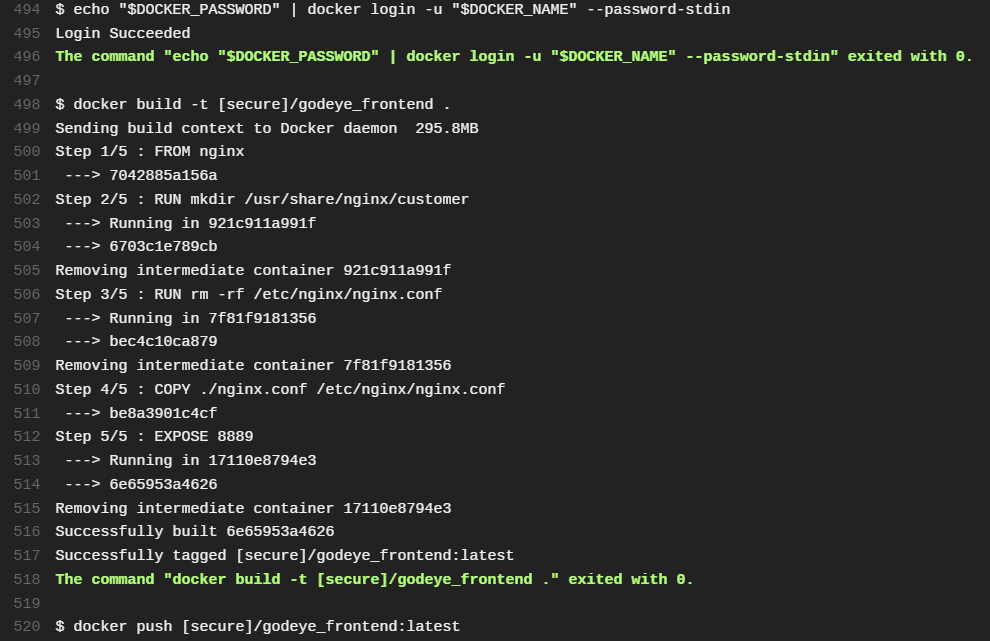 494 $ echo "$DOCKER_PASSWORD" | docker login -u "$DOCKER_NAME" --password-stdin
495 Login Succeeded
496 The command "echo "$DOCKER_PASSWORD" | docker login -u "$DOCKER_NAME" --password-stdin" exited with 0.
497
498 $ docker build -t [secure]/godeye_frontend .
499 Sending build context to Docker daemon  295.8MB
500 Step 1/5 : FROM nginx
501  ---> 7042885a156a
502 Step 2/5 : RUN mkdir /usr/share/nginx/customer
503  ---> Running in 921c911a991f
504  ---> 6703c1e789cb
505 Removing intermediate container 921c911a991f
506 Step 3/5 : RUN rm -rf /etc/nginx/nginx.conf
507  ---> Running in 7f81f9181356
508  ---> bec4c10ca879
509 Removing intermediate container 7f81f9181356
510 Step 4/5 : COPY ./nginx.conf /etc/nginx/nginx.conf
511  ---> be8a3901c4cf
512 Step 5/5 : EXPOSE 8889
513  ---> Running in 17110e8794e3
514  ---> 6e65953a4626
515 Removing intermediate container 17110e8794e3
516 Successfully built 6e65953a4626
517 Successfully tagged [secure]/godeye_frontend:latest
518 The command "docker build -t [secure]/godeye_frontend ." exited with 0.
519
520 $ docker push [secure]/godeye_frontend:latest